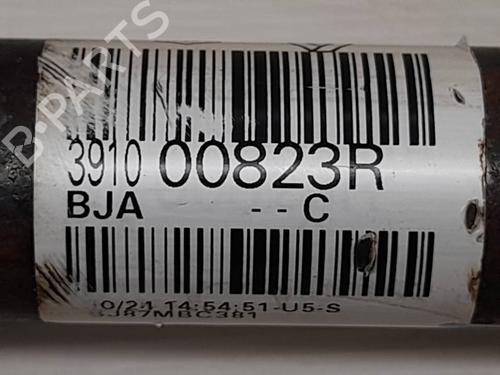 B-PARTS
3910 00823R
BJA -- C
0/21 14:54:51-U5-S